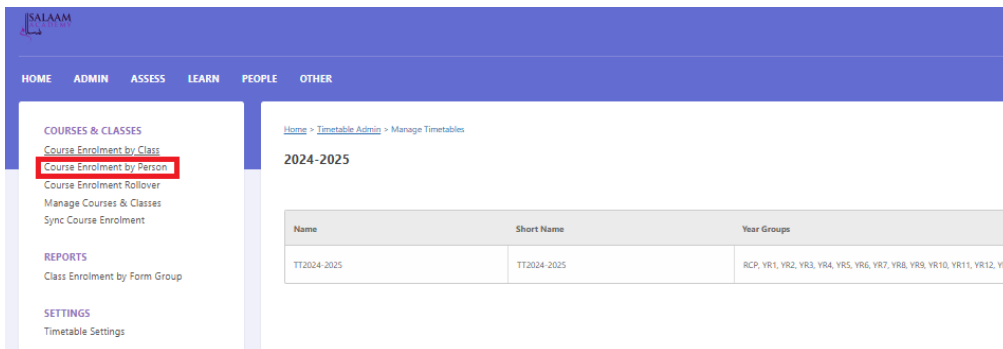 SALAAM
HOME ADMIN ASSESS LEARN PEOPLE OTHER
COURSES & CLASSES
Course Enrolment by Class
Course Enrolment by Person
Course Enrolment Rollover
Manage Courses & Classes
Sync Course Enrolment
REPORTS
Class Enrolment by Form Group
SETTINGS
Timetable Settings
Home > Timetable Admin > Manage Timetables
2024-2025
Name Short Name Year Groups
TT2024-2025 TT2024-2025 RCP, YR1, YR2, YR3, YR4, YR5, YR6, YR7, YR8, YR9, YR10, YR11, YR12,